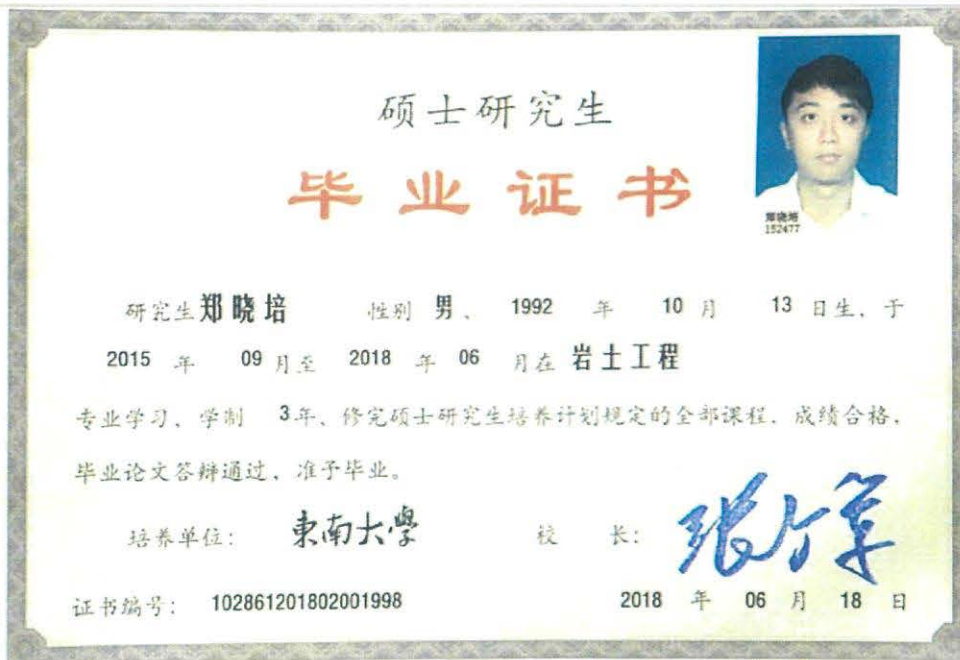 硕士研究生
毕业证书
郑晓培
152477
研究生郑晓培 性别 男、 1992 年 10 月 13 日生、于
2015 年 09 月至 2018 年 06 月在 岩土工程
专业学习、学制 3年、修完硕士研究生培养计划规定的全部课程，成绩合格，
毕业论文答辩通过，准予毕业。
培养单位： 東南大學 校 长：
证书编号： 102861201802001998 2018 年 06 月 18 日